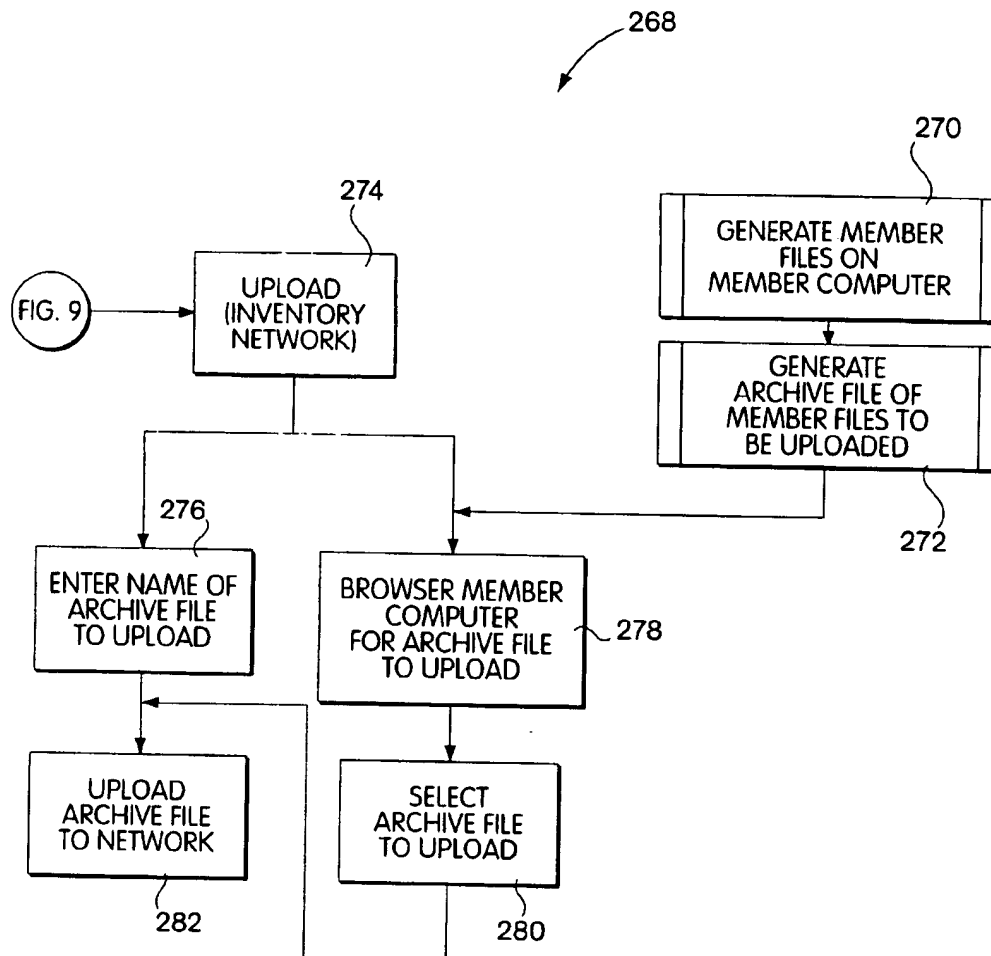 268
270
GENERATE MEMBER
FILES ON
MEMBER COMPUTER
274
UPLOAD
(INVENTORY
NETWORK)
FIG. 9
GENERATE
ARCHIVE FILE OF
MEMBER FILES TO
BE UPLOADED
272
276
ENTER NAME OF
ARCHIVE FILE
TO UPLOAD
BROWSER MEMBER
COMPUTER
FOR ARCHIVE FILE
TO UPLOAD
278
UPLOAD
ARCHIVE FILE
TO NETWORK
282
SELECT
ARCHIVE FILE
TO UPLOAD
280